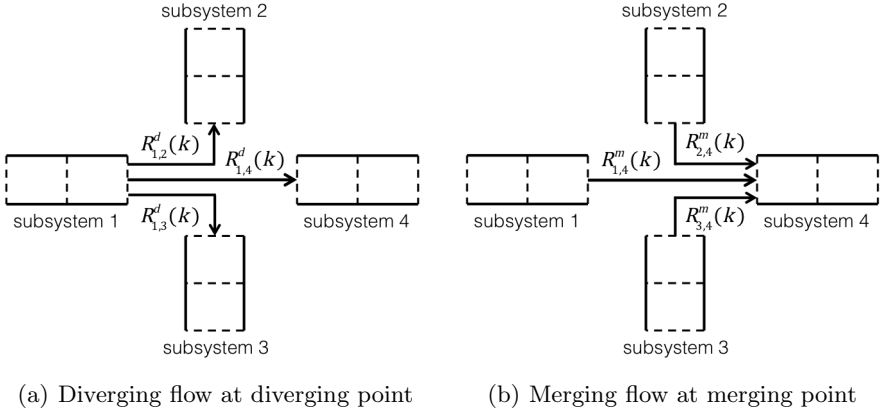 subsystem 2
R^d_{1,2}(k)
R^d_{1,4}(k)
subsystem 1
R^d_{1,3}(k)
subsystem 4
subsystem 3
(a) Diverging flow at diverging point
subsystem 2
R^m_{2,4}(k)
R^m_{1,4}(k)
subsystem 1
R^m_{3,4}(k)
subsystem 4
subsystem 3
(b) Merging flow at merging point